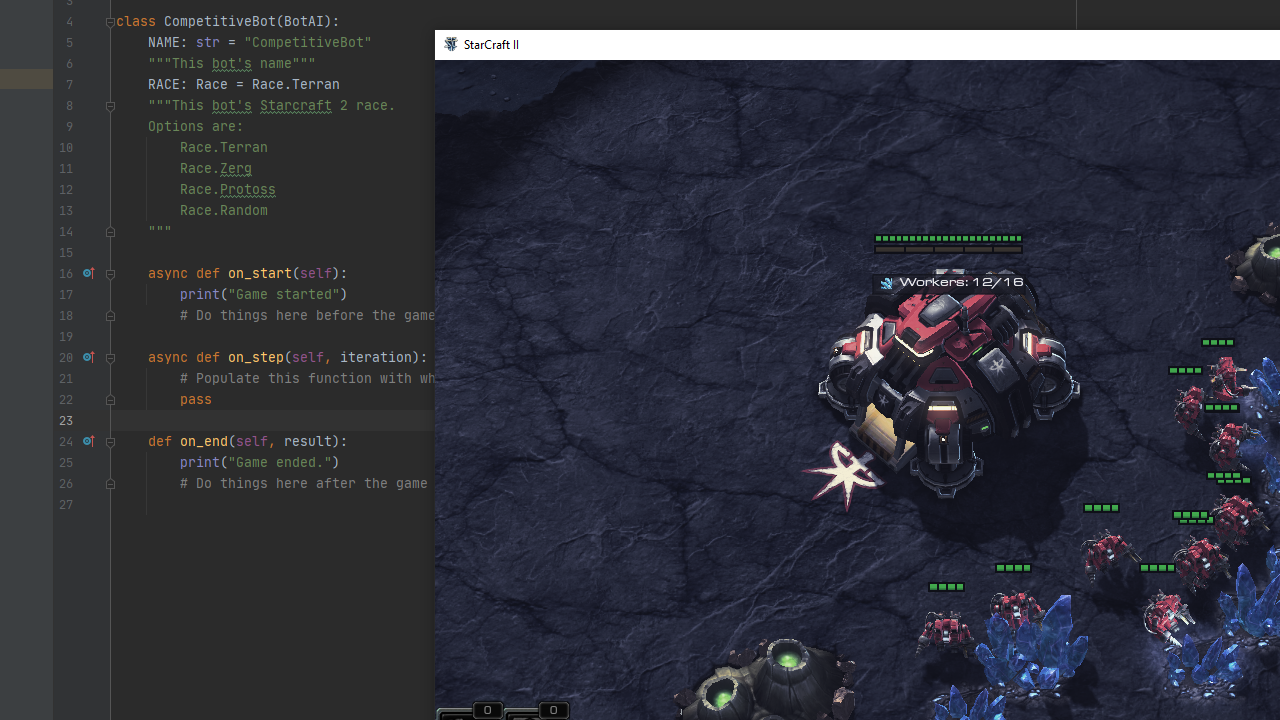 3
4 class CompetitiveBot(BotAI):
5 NAME: str = "CompetitiveBot"
6 """This bot's name"""
7 RACE: Race = Race.Terran
8 """This bot's Starcraft 2 race.
9 Options are:
10 Race.Terran
11 Race.Zerg
12 Race.Protoss
13 Race.Random
14 """
15
16 async def on_start(self):
17 print("Game started")
18 # Do things here before the game
19
20 async def on_step(self, iteration):
21 # Populate this function with wh
22 pass
23
24 def on_end(self, result):
25 print("Game ended.")
26 # Do things here after the game
27
StarCraft II
Workers: 12/16
0 0